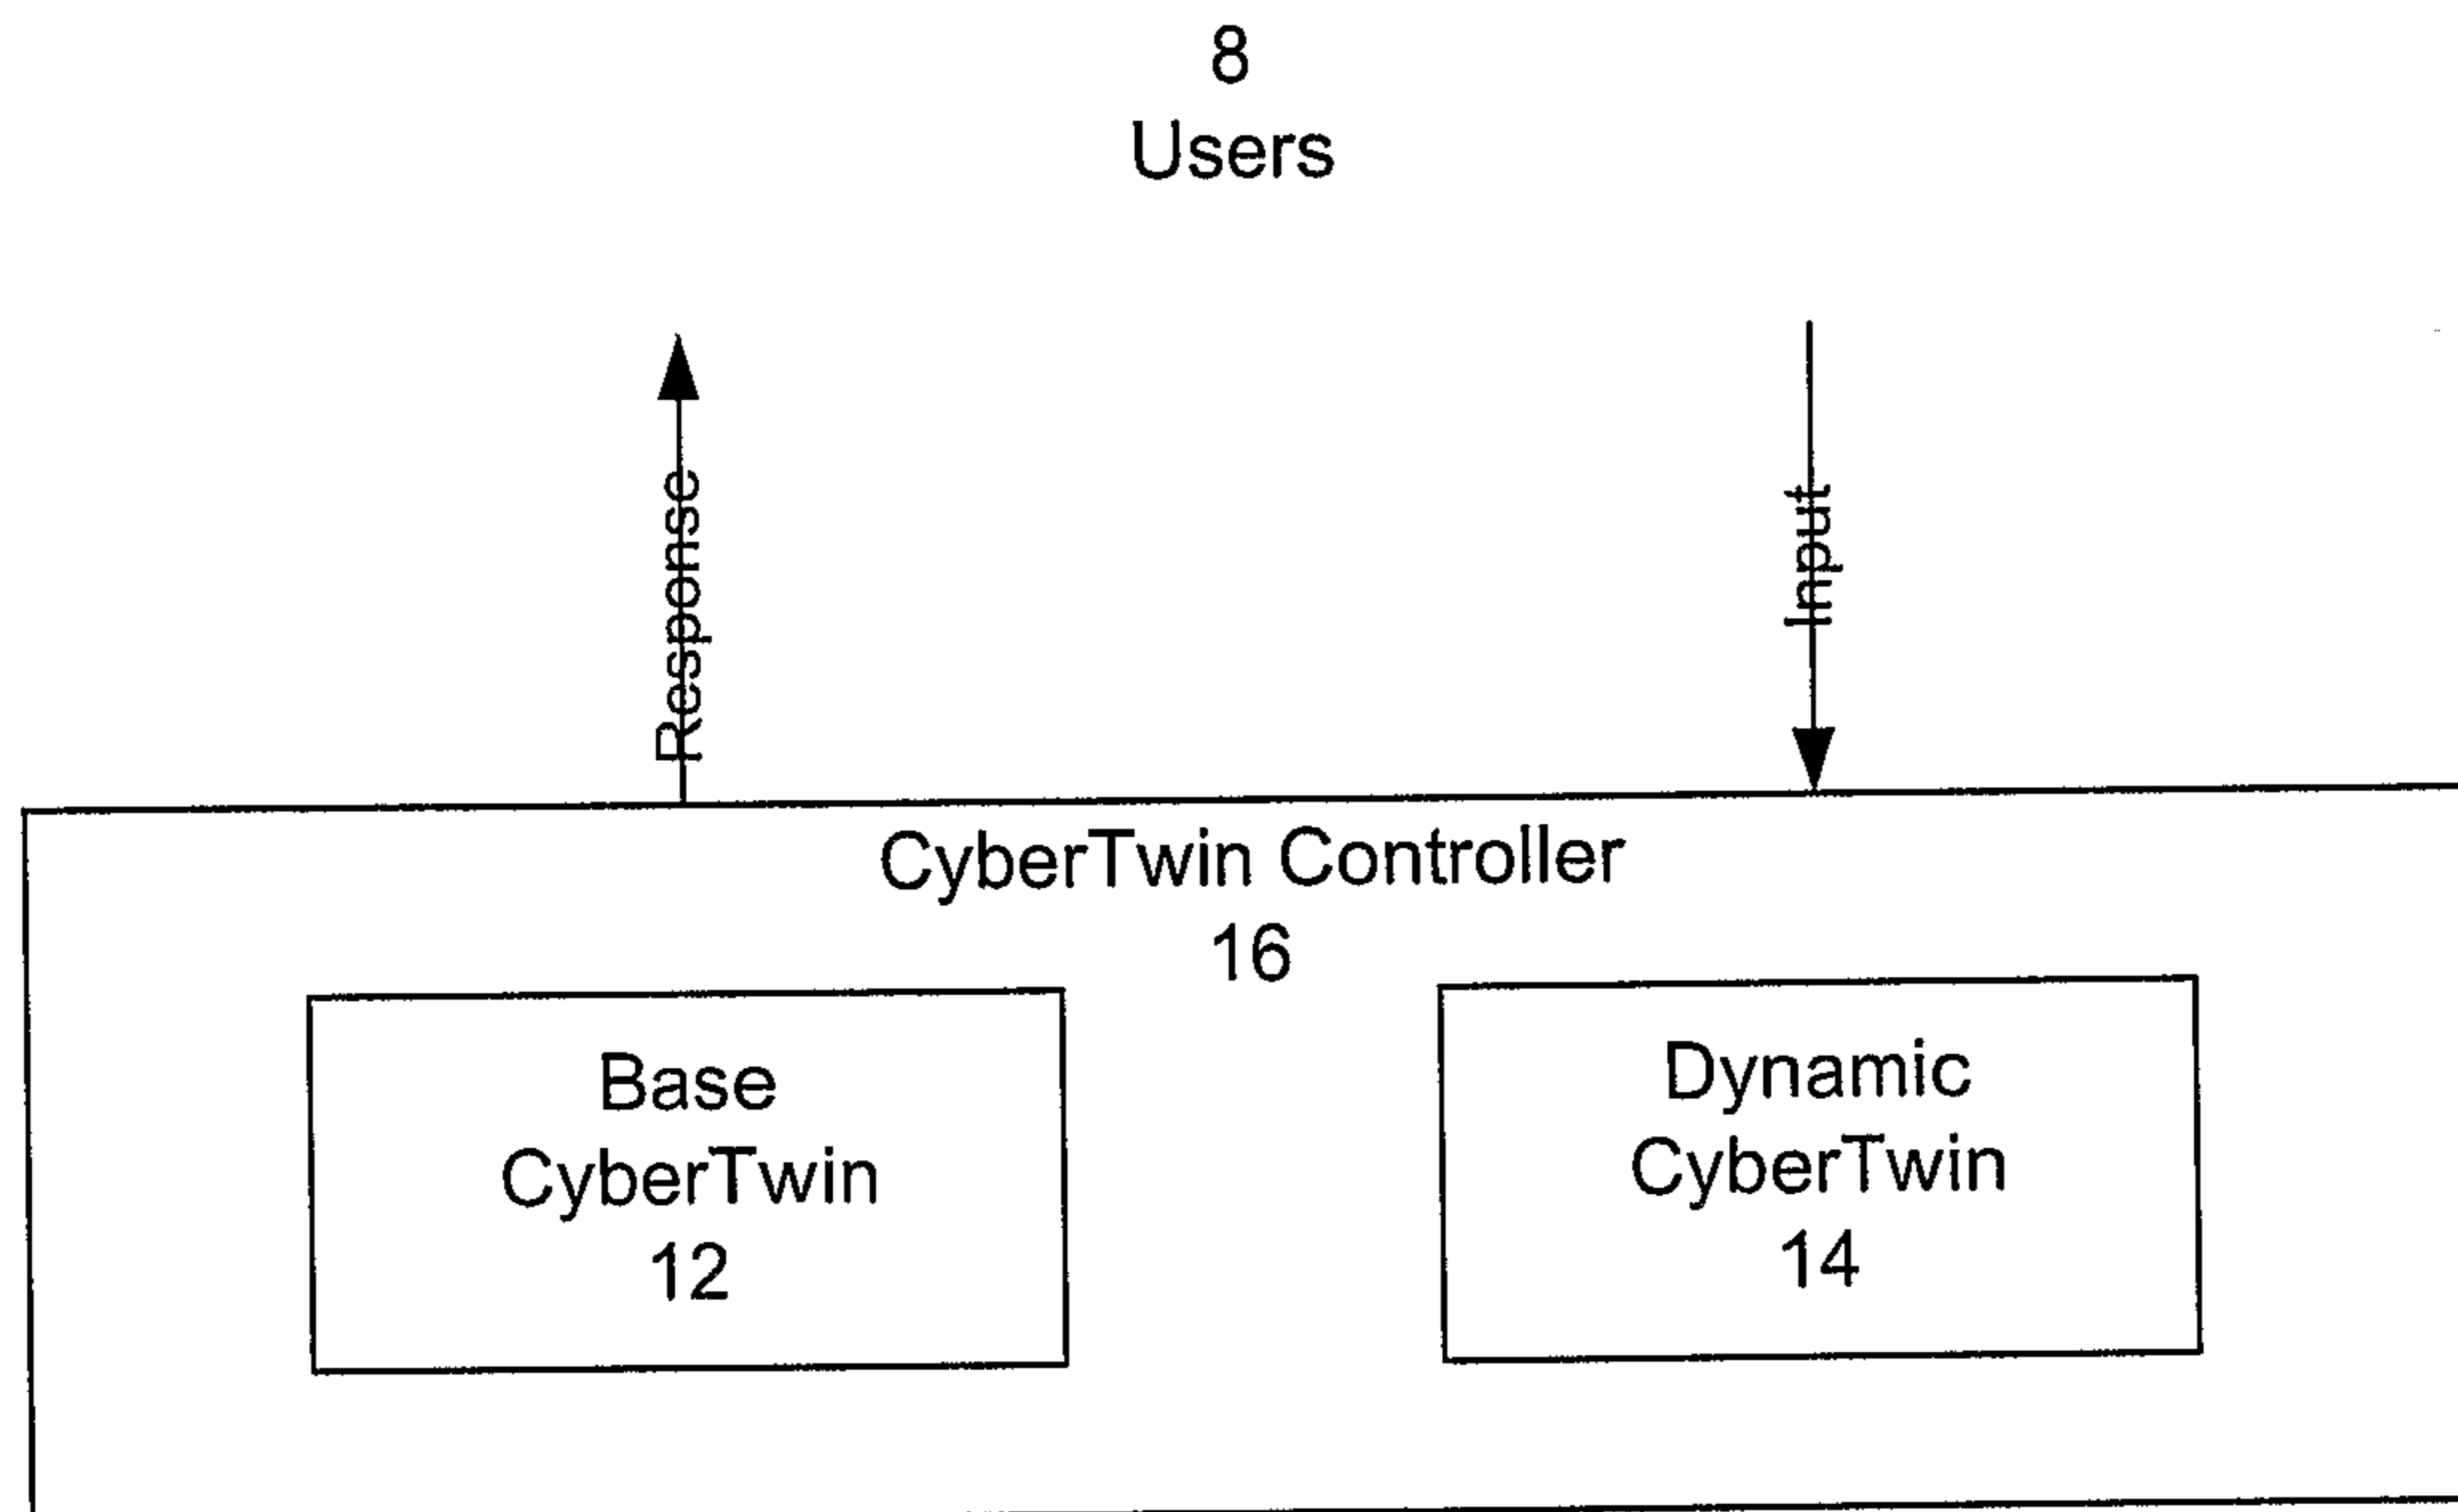 8
Users
Response
Input
CyberTwin Controller
16
Base
CyberTwin
12
Dynamic
CyberTwin
14